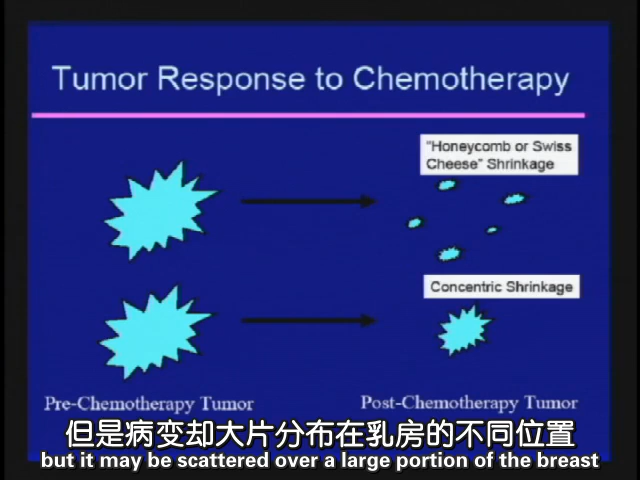 Tumor Response to Chemotherapy
"Honeycomb or Swiss
Cheese" Shrinkage
Concentric Shrinkage
Pre-Chemotherapy Tumor
Post-Chemotherapy Tumor
但是病变却大片分布在乳房的不同位置
but it may be scattered over a large portion of the breast